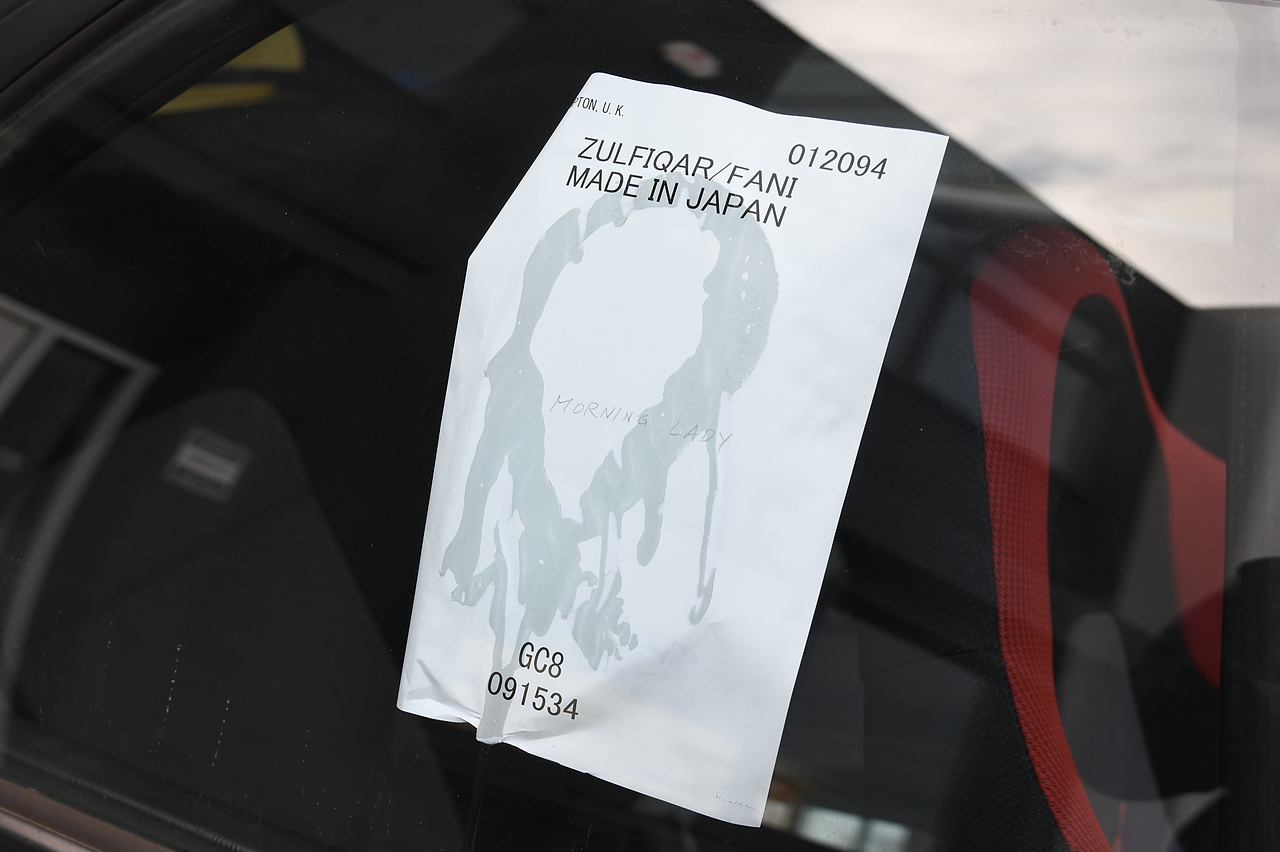 PTON, U. K.
012094
ZULFIQAR/FANI
MADE IN JAPAN
MORNING LADY
GC8
091534